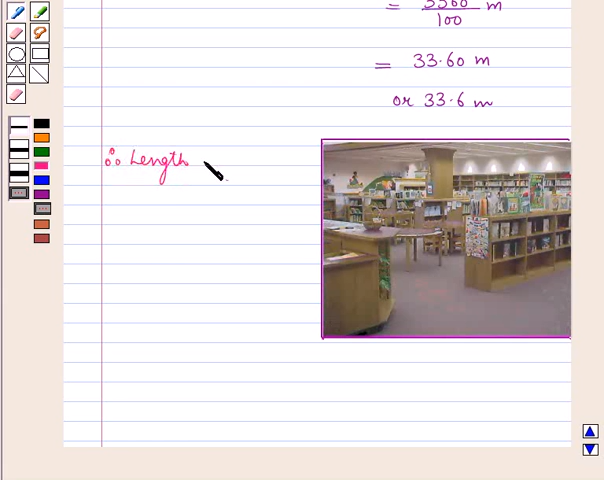 = 3360 m
100
= 33.60 m
or 33.6 m
∴ Length